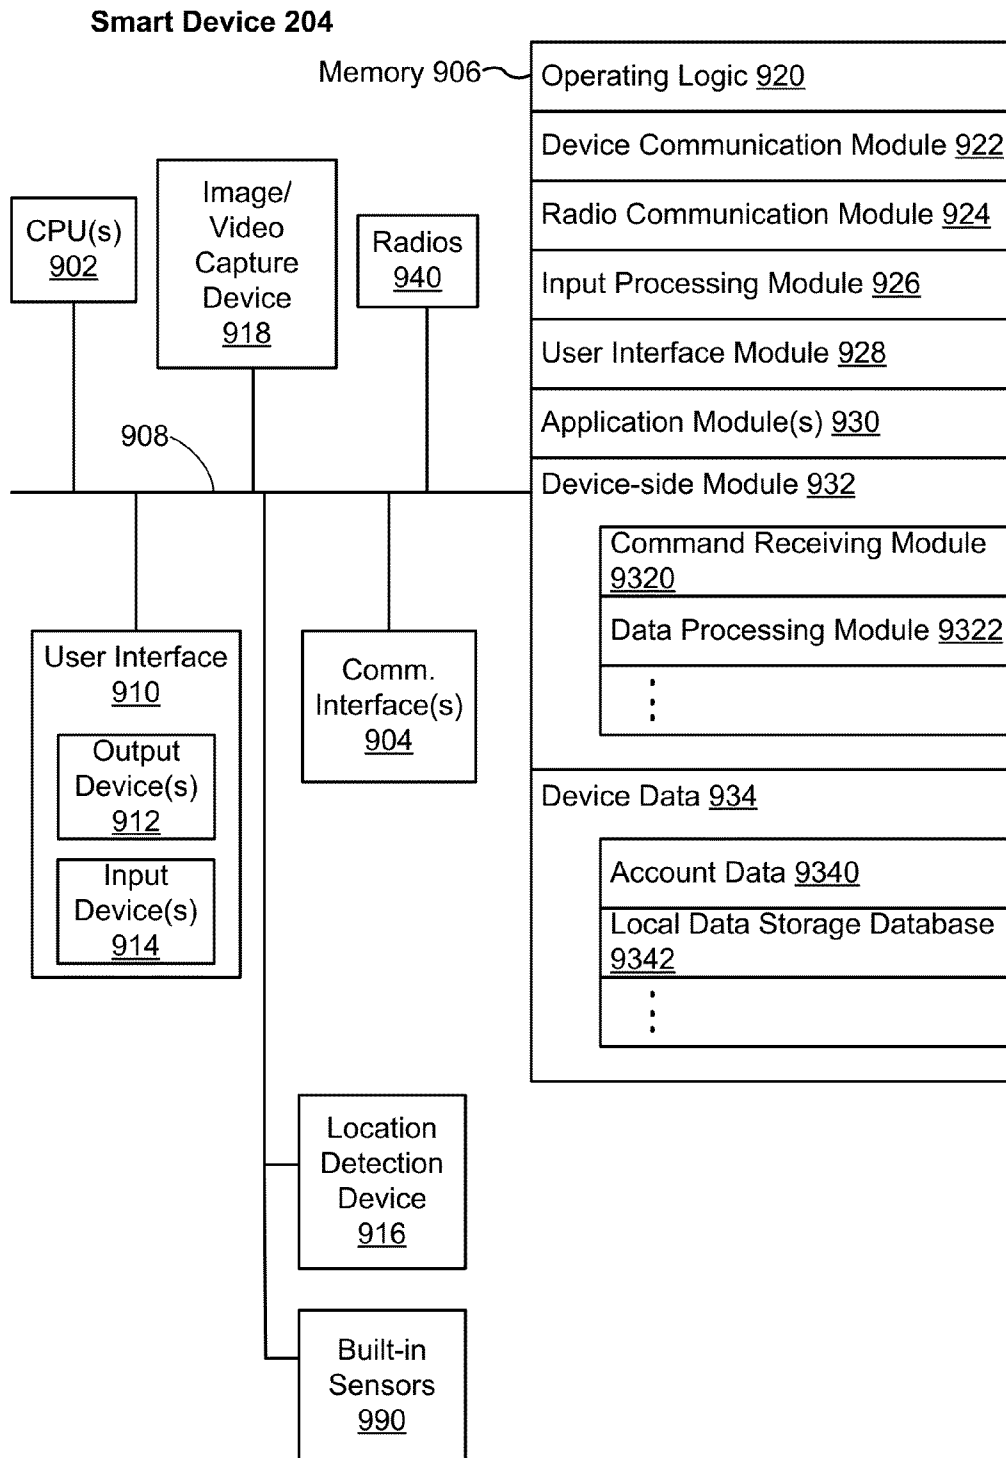 Smart Device 204
Memory 906
Operating Logic 920
Device Communication Module 922
Radio Communication Module 924
Input Processing Module 926
User Interface Module 928
Application Module(s) 930
Device-side Module 932
Command Receiving Module
9320
Data Processing Module 9322
Device Data 934
Account Data 9340
Local Data Storage Database
9342
CPU(s)
902
Image/
Video
Capture
Device
918
Radios
940
908
User Interface
910
Output
Device(s)
912
Input
Device(s)
914
Comm.
Interface(s)
904
Location
Detection
Device
916
Built-in
Sensors
990